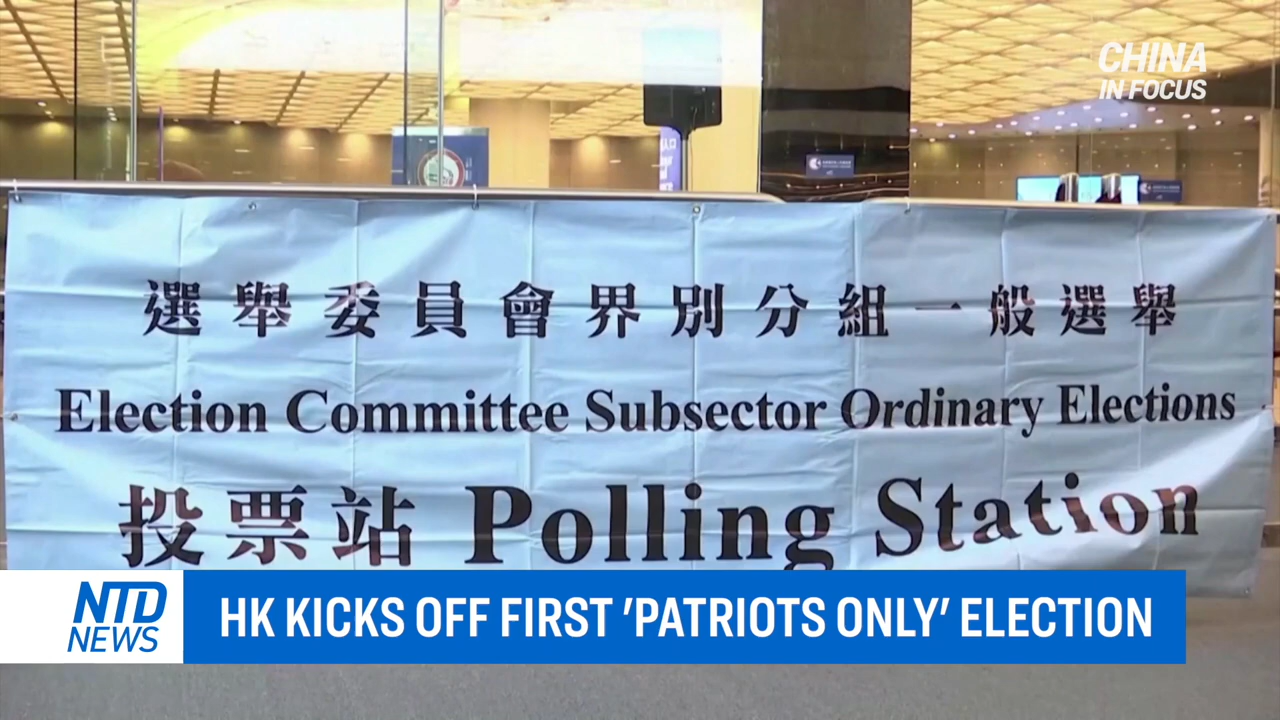 CHINA
IN FOCUS
選舉委員會界別分組一般選舉
Election Committee Subsector Ordinary Elections
投票站 Polling Station
NTD
NEWS
HK KICKS OFF FIRST 'PATRIOTS ONLY' ELECTION